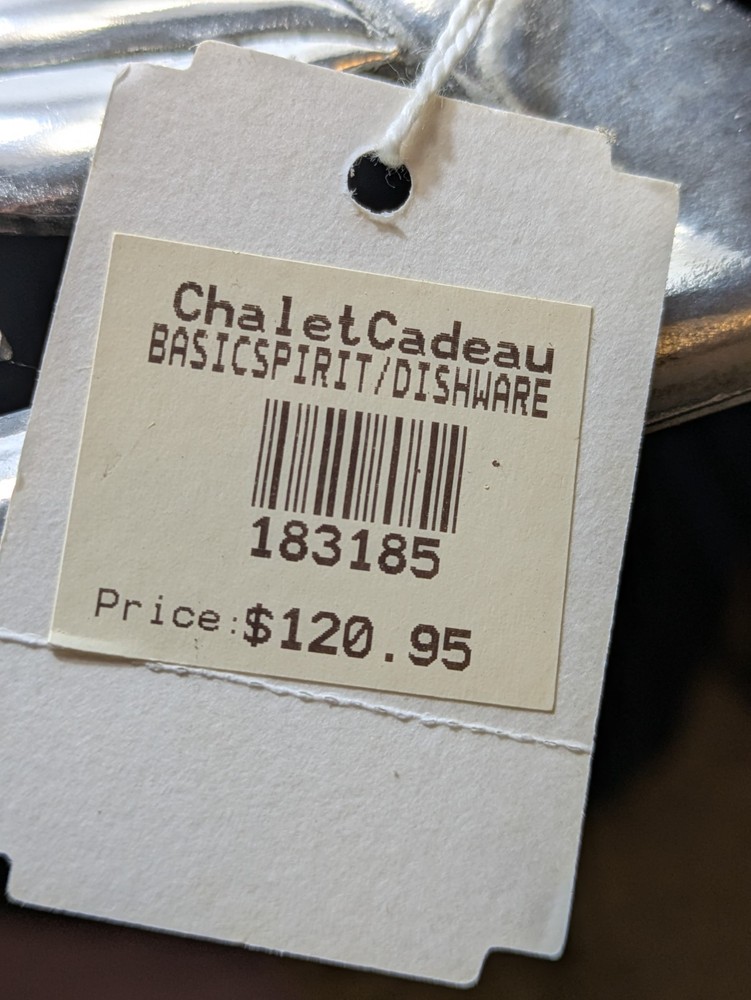 ChaletCadeau
BASICSPIRIT/DISHWARE
183185
Price:$120.95